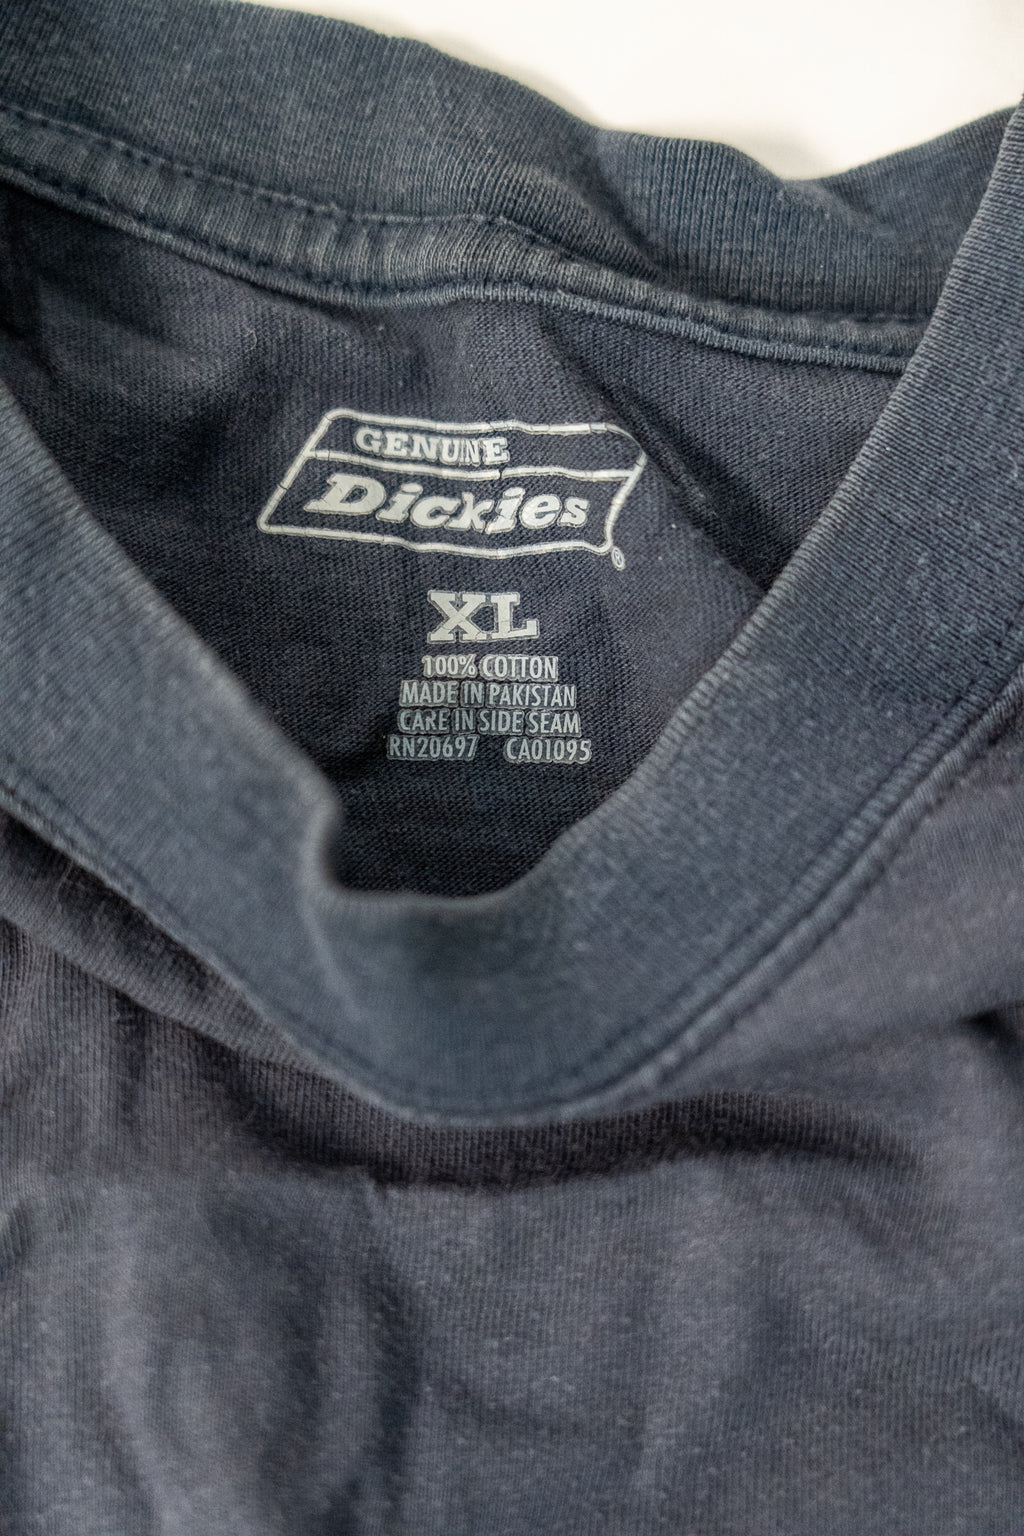 GENUINE
Dickies®
XL
100% COTTON
MADE IN PAKISTAN
CARE IN SIDE SEAM
RN20697 CA01095